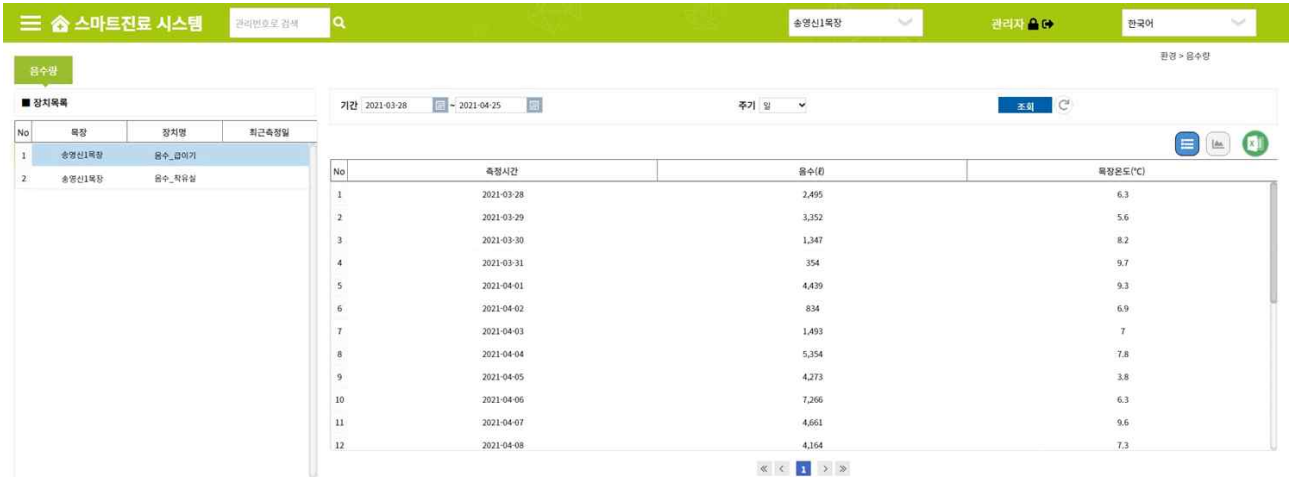 스마트진료 시스템 관리번호로 검색 송영신1목장 관리자 한국어
환경 > 음수량
음수량
■ 장치목록
기간 2021-03-28 ~ 2021-04-25 주기 일 조회
No 목장 장치명 최근측정일
1 송영신1목장 음수_급이기
2 송영신1목장 음수_착유실
No 측정시간 음수(ℓ) 목장온도(℃)
1 2021-03-28 2,495 6.3
2 2021-03-29 3,352 5.6
3 2021-03-30 1,347 8.2
4 2021-03-31 354 9.7
5 2021-04-01 4,439 9.3
6 2021-04-02 834 6.9
7 2021-04-03 1,493 7
8 2021-04-04 5,354 7.8
9 2021-04-05 4,273 3.8
10 2021-04-06 7,266 6.3
11 2021-04-07 4,661 9.6
12 2021-04-08 4,164 7.3
« < 1 > »